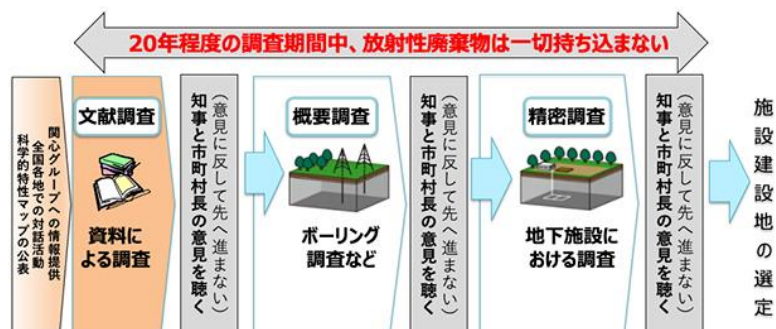 20年程度の調査期間中、放射性廃棄物は一切持ち込まない
科学的特性マップの公表
全国各地での対話活動
関心グループへの情報提供
文献調査
資料に
よる調査
知事と市町村長の意見を聴く
(意見に反して先へ進まない)
概要調査
ボーリング
調査など
知事と市町村長の意見を聴く
(意見に反して先へ進まない)
精密調査
地下施設に
おける調査
知事と市町村長の意見を聴く
(意見に反して先へ進まない)
施設建設地の選定